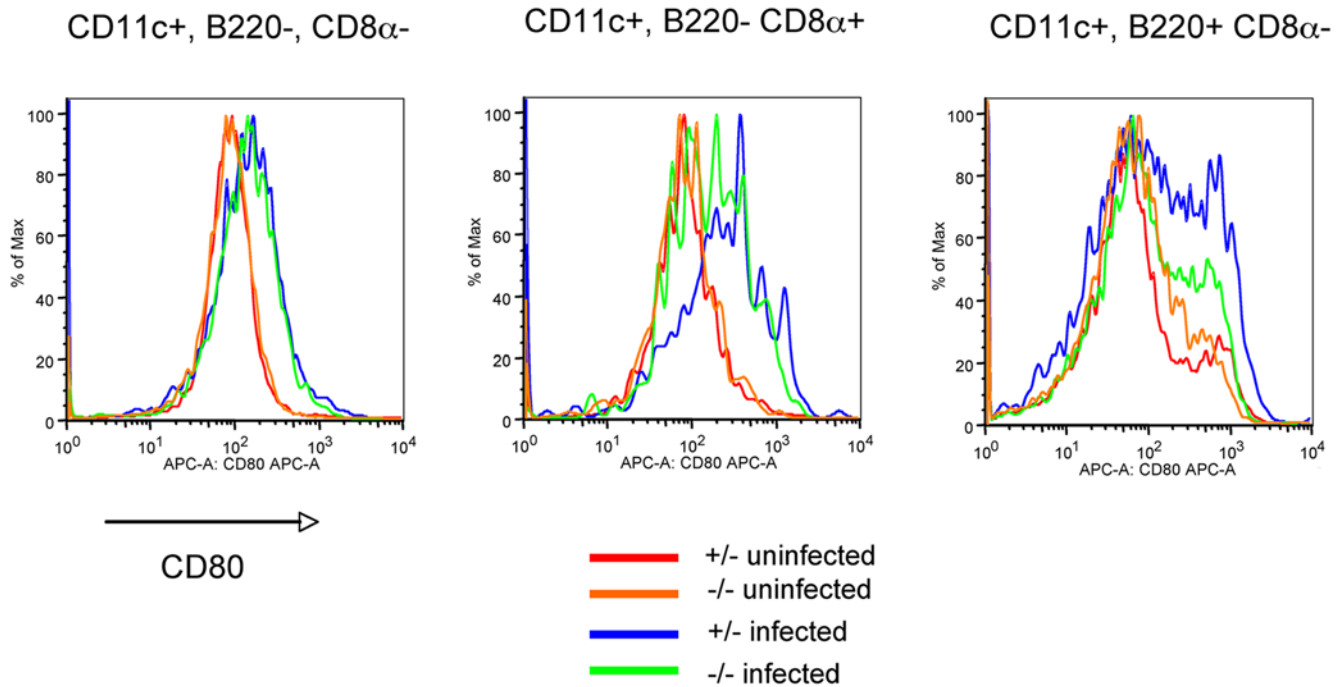 CD11c+, B220-, CD8α-
CD11c+, B220- CD8α+
CD11c+, B220+ CD8α-
% of Max
100
80
60
40
20
0
10^0 10^1 10^2 10^3 10^4
APC-A: CD80 APC-A
% of Max
100
80
60
40
20
0
10^0 10^1 10^2 10^3 10^4
APC-A: CD80 APC-A
% of Max
100
80
60
40
20
0
10^0 10^1 10^2 10^3 10^4
APC-A: CD80 APC-A
CD80
+/- uninfected
-/- uninfected
+/- infected
-/- infected